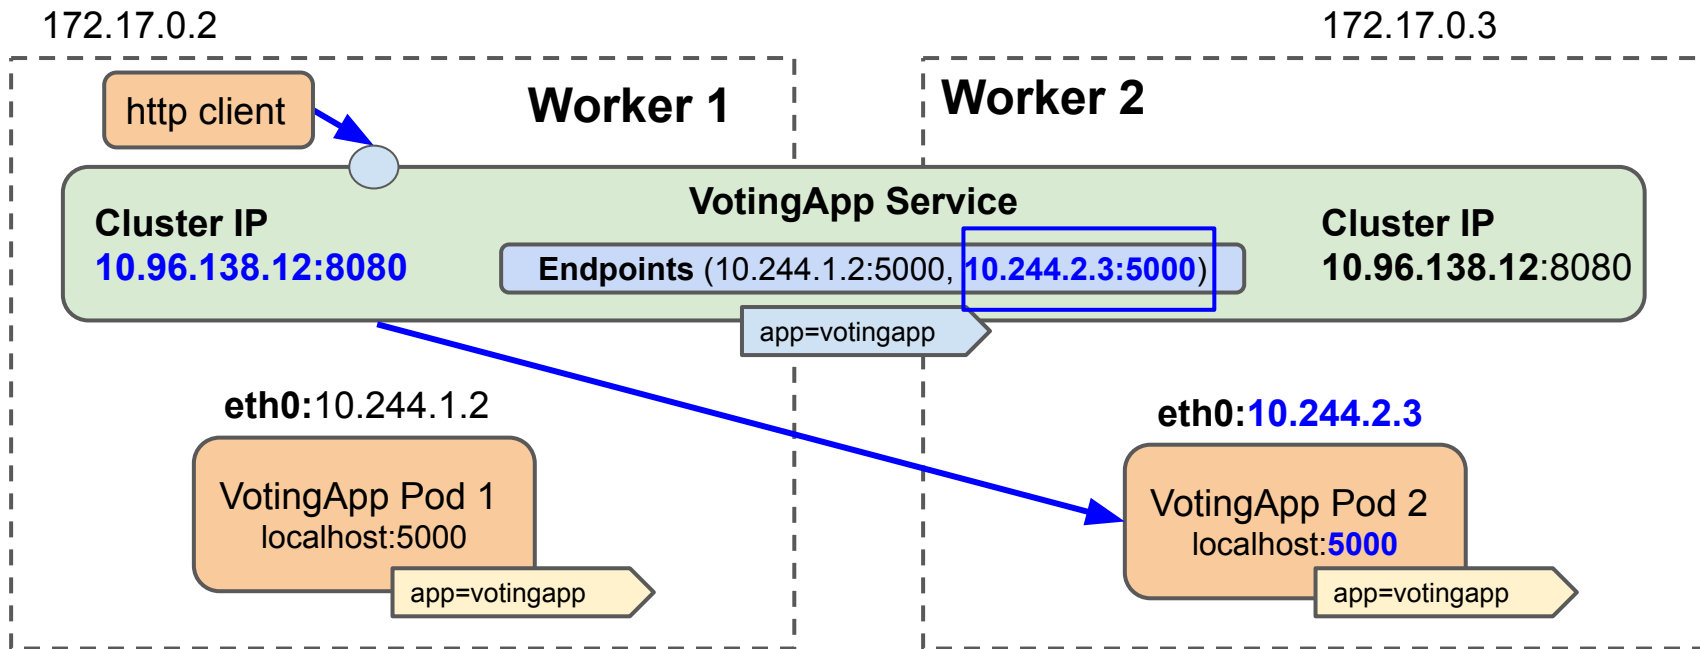 172.17.0.2
172.17.0.3
http client
Worker 1
Worker 2
VotingApp Service
Cluster IP
10.96.138.12:8080
Endpoints (10.244.1.2:5000, 10.244.2.3:5000)
Cluster IP
10.96.138.12:8080
app=votingapp
eth0:10.244.1.2
VotingApp Pod 1
localhost:5000
app=votingapp
eth0:10.244.2.3
VotingApp Pod 2
localhost:5000
app=votingapp